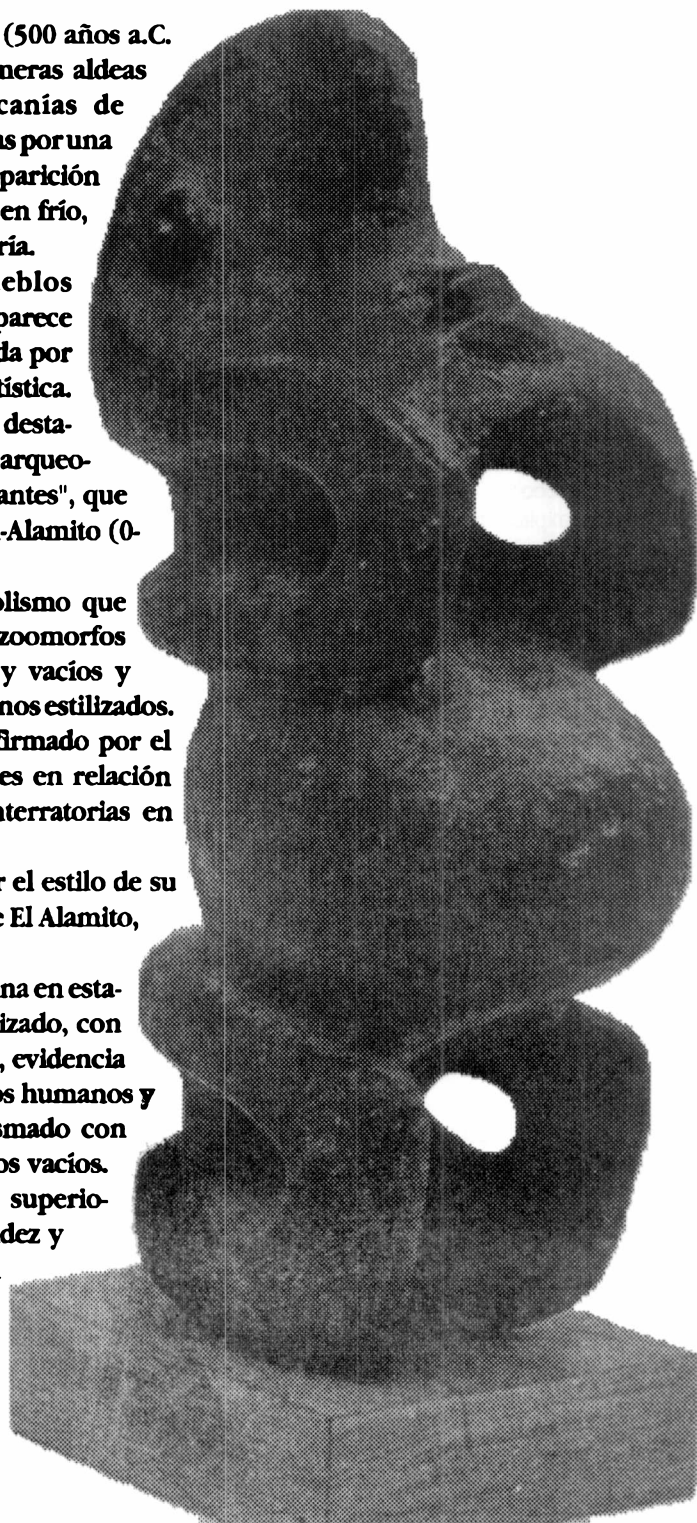 (500 años a.C.
neras aldeas
canías de
as por una
parición
en frío,
ría.
eblos
parece
da por
tística.
desta-
arqueo-
antes", que
-Alamito (0-
olismo que
zoomorfos
y vacíos y
nos estilizados.
firmado por el
es en relación
nterratorias en
r el estilo de su
e El Alamito,
na en esta-
izado, con
, evidencia
os humanos y
smado con
os vacíos.
superio-
dez y